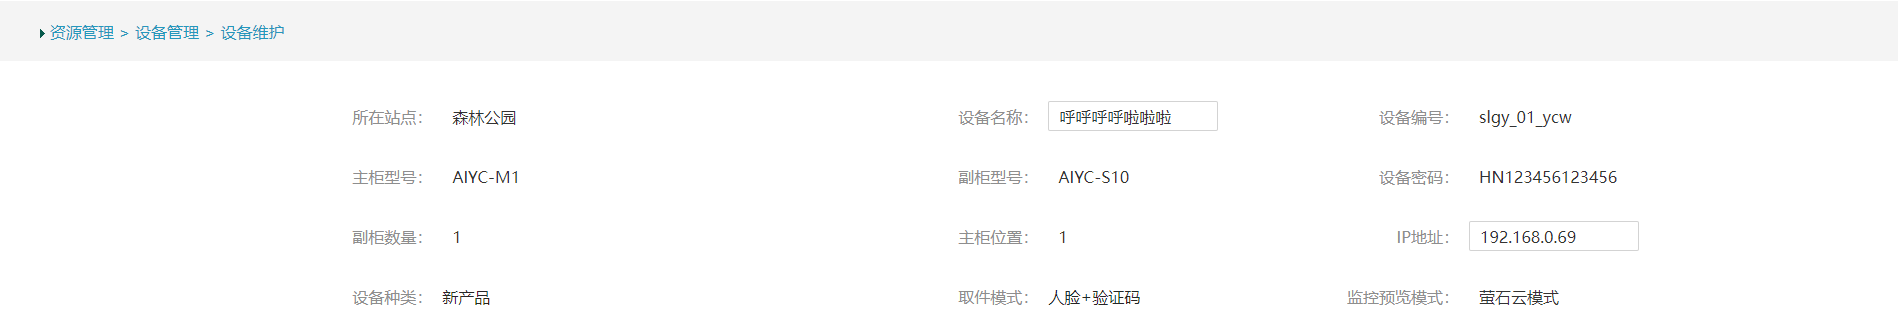 资源管理 > 设备管理 > 设备维护
所在站点： 森林公园 设备名称： 呼呼呼呼啦啦啦 设备编号： slgy_01_ycw
主柜型号： AIYC-M1 副柜型号： AIYC-S10 设备密码： HN123456123456
副柜数量： 1 主柜位置： 1 IP地址： 192.168.0.69
设备种类： 新产品 取件模式： 人脸+验证码 监控预览模式： 萤石云模式